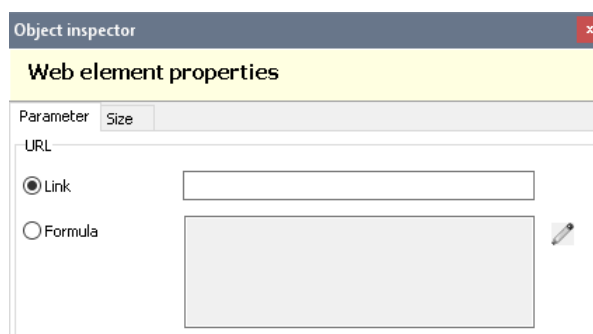 Object inspector
Web element properties
Parameter Size
URL
Link
Formula